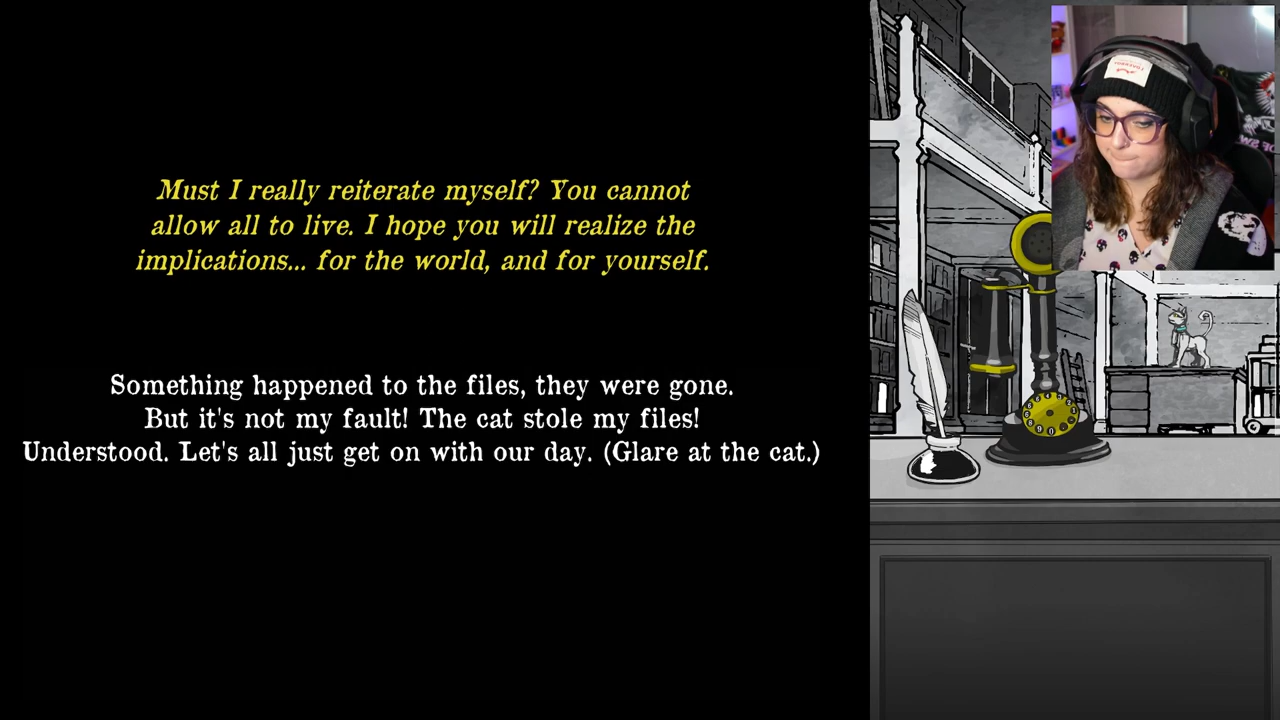 Must I really reiterate myself? You cannot
allow all to live. I hope you will realize the
implications... for the world, and for yourself.
Something happened to the files, they were gone.
But it's not my fault! The cat stole my files!
Understood. Let's all just get on with our day. (Glare at the cat.)